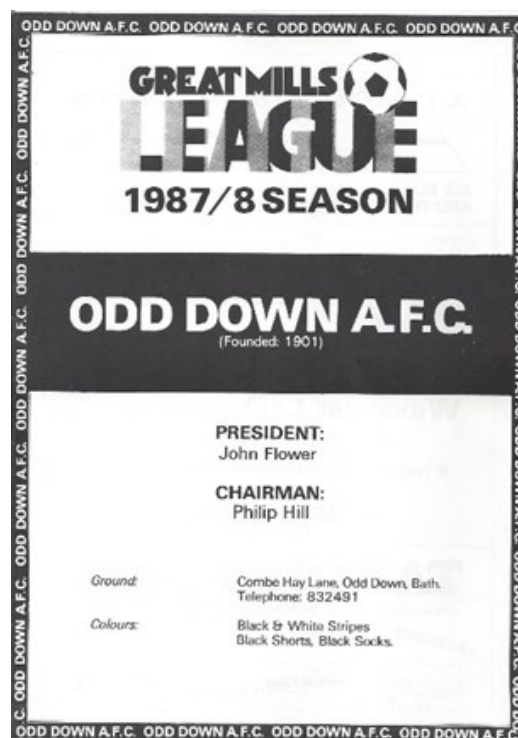 ODD DOWN A.F.C. ODD DOWN A.F.C. ODD DOWN A.F.C. ODD DOWN A.F.C. ODD DOWN A.F.C.
GREAT MILLS
LEAGUE
1987/8 SEASON
ODD DOWN A.F.C.
(Founded: 1901)
PRESIDENT:
John Flower
CHAIRMAN:
Philip Hill
Ground: Combe Hay Lane, Odd Down, Bath.
Telephone: 832491
Colours: Black & White Stripes
Black Shorts, Black Socks.
ODD DOWN A.F.C. ODD DOWN A.F.C. ODD DOWN A.F.C. ODD DOWN A.F.C.